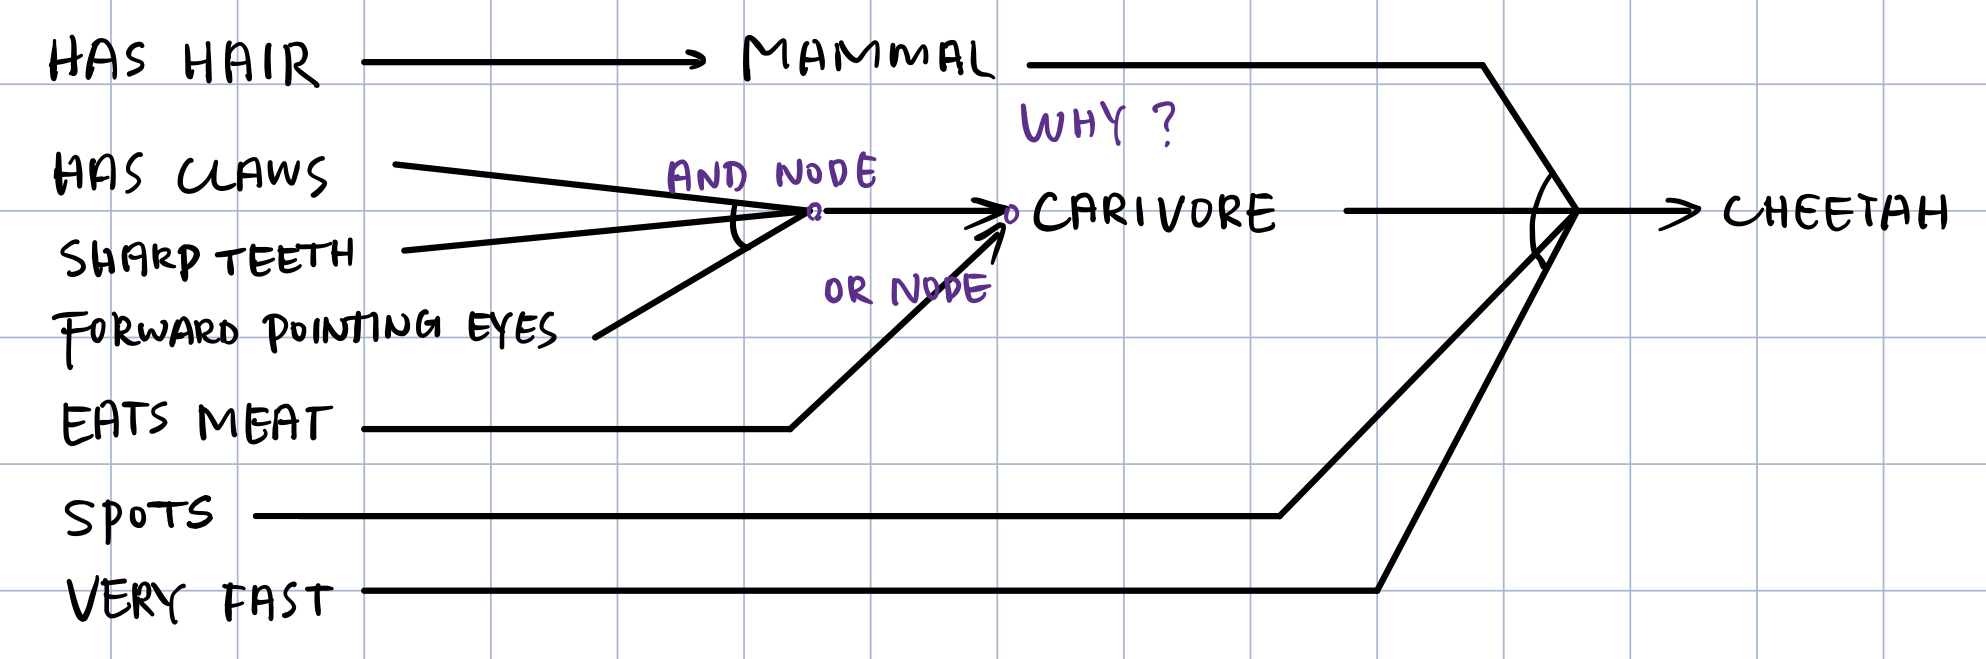 HAS HAIR
MAMMAL
WHY ?
HAS CLAWS
AND NODE
SHARP TEETH
CARIVORE
CHEETAH
OR NODE
FORWARD POINTING EYES
EATS MEAT
SPOTS
VERY FAST